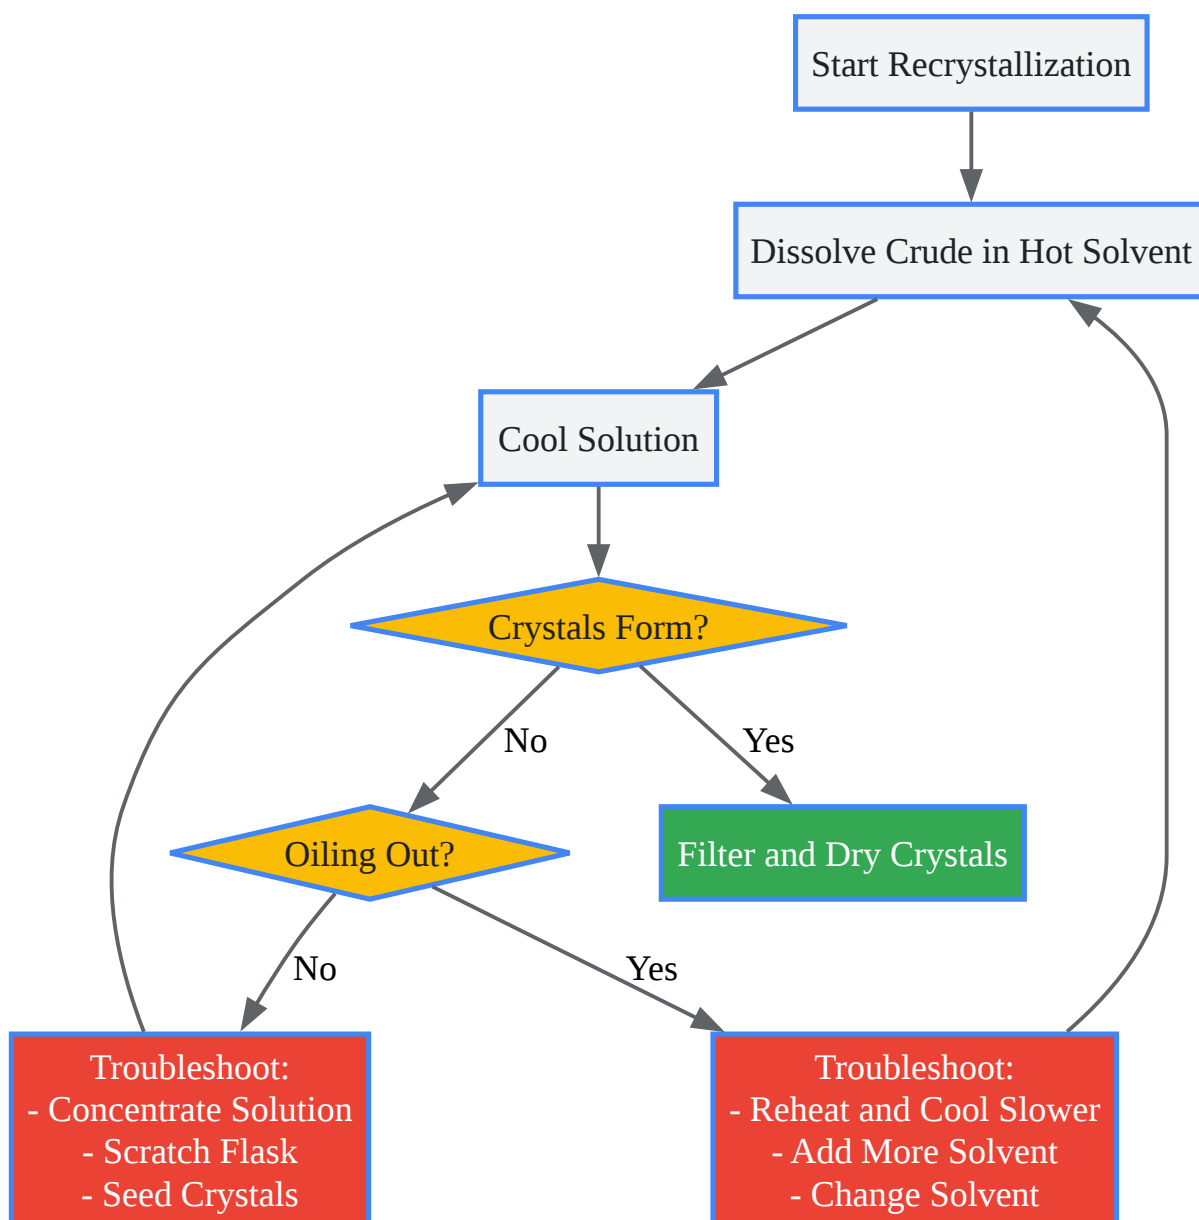 Start Recrystallization
Dissolve Crude in Hot Solvent
Cool Solution
Crystals Form?
No
Yes
Oiling Out?
Filter and Dry Crystals
No
Yes
Troubleshoot:
- Concentrate Solution
- Scratch Flask
- Seed Crystals
Troubleshoot:
- Reheat and Cool Slower
- Add More Solvent
- Change Solvent